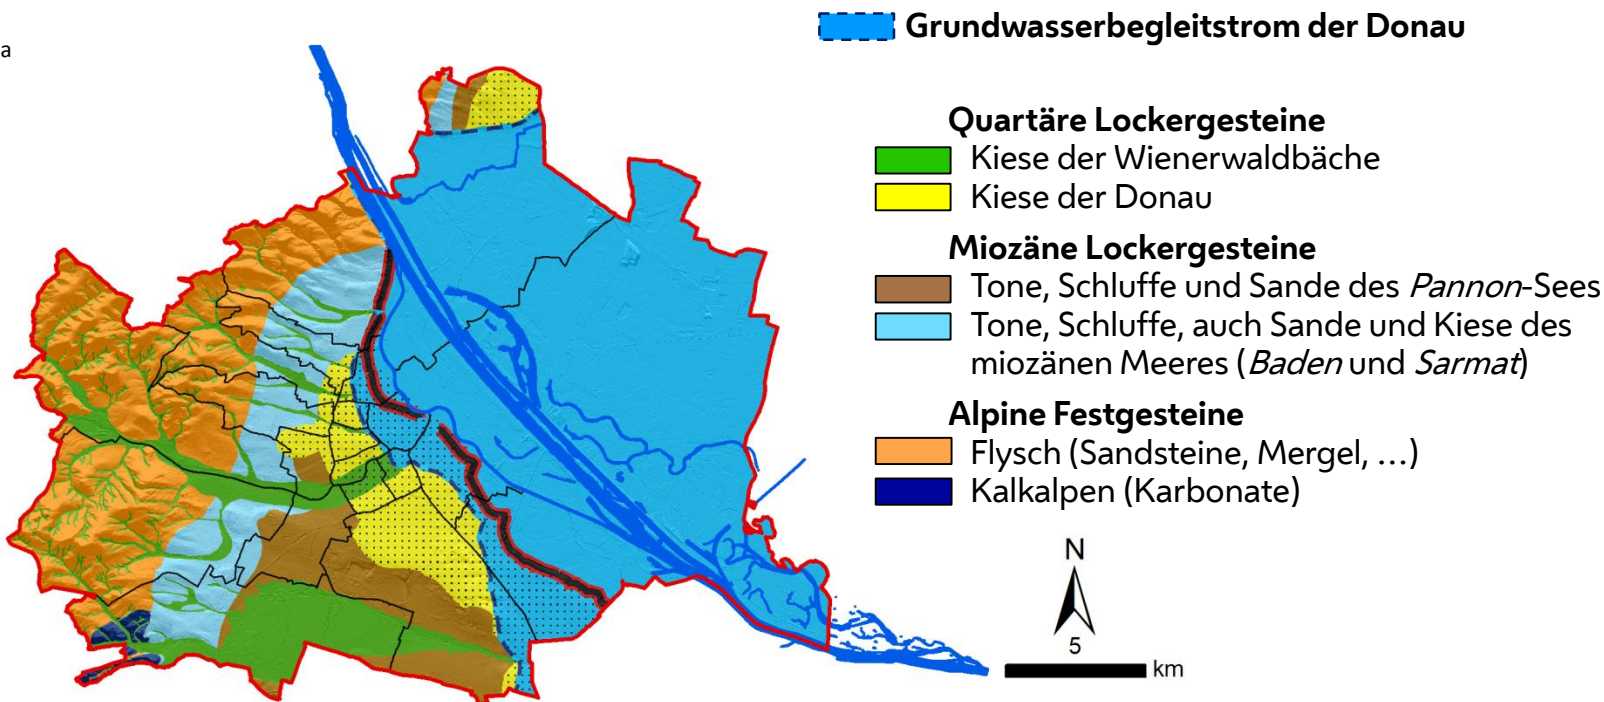 a
Grundwasserbegleitstrom der Donau
Quartäre Lockergesteine
Kiese der Wienerwaldbäche
Kiese der Donau
Miozäne Lockergesteine
Tone, Schluffe und Sande des Pannon-Sees
Tone, Schluffe, auch Sande und Kiese des
miozänen Meeres (Baden und Sarmat)
Alpine Festgesteine
Flysch (Sandsteine, Mergel, ...)
Kalkalpen (Karbonate)
N
5
km